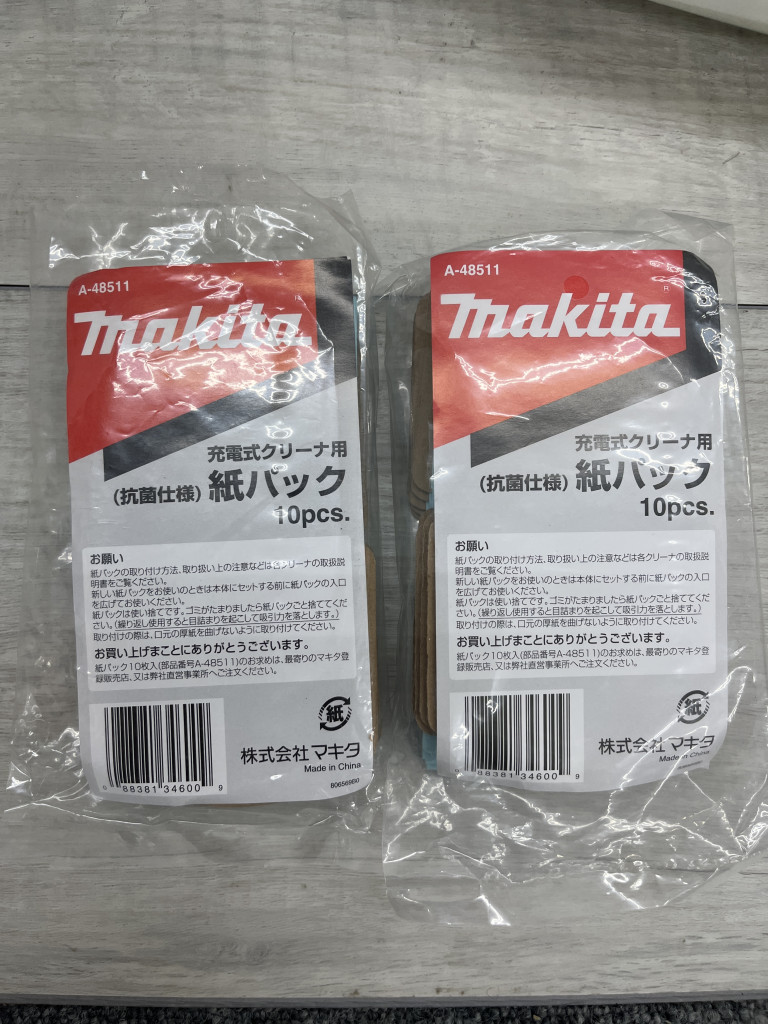 A-48511
makita
充電式クリーナ用
(抗菌仕様) 紙パック
10pcs.
お願い
紙パックの取り付け方法、取り扱い上の注意などは各クリーナの取扱説
明書をご覧ください。
新しい紙パックをお使いのときは本体にセットする前に紙パックの入口
を広げてお使いください。
紙パックは使い捨てです。ゴミがたまりましたら紙パックごと捨ててくだ
さい。(繰り返し使用すると目詰まりを起こして吸引力を落とします。)
取り付けの際は、口元の厚紙を曲げないように取り付けてください。
お買い上げまことにありがとうございます。
紙パック10枚入(部品番号A-48511)のお求めは、最寄りのマキタ登
録販売店、又は弊社直営事業所へご注文ください。
紙
0 88381 34600 9
株式会社 マキタ
Made in China
A-48511
makita
R
充電式クリーナ用
(抗菌仕様) 紙パック
10pcs.
お願い
紙パックの取り付け方法、取り扱い上の注意などは各クリーナの取扱説
明書をご覧ください。
新しい紙パックをお使いのときは本体にセットする前に紙パックの入口
を広げてお使いください。
紙パックは使い捨てです。ゴミがたまりましたら紙パックごと捨ててくだ
さい。(繰り返し使用すると目詰まりを起こして吸引力を落とします。)
取り付けの際は、口元の厚紙を曲げないように取り付けてください。
お買い上げまことにありがとうございます。
紙パック10枚入(部品番号A-48511)のお求めは、最寄りのマキタ登
録販売店、又は弊社直営事業所へご注文ください。
紙
0 88381 34600 9
株式会社 マキタ
Made in China